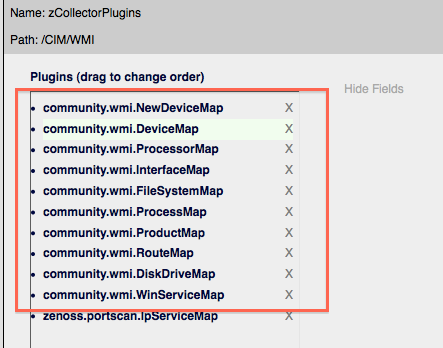 Name: zCollectorPlugins
Path: /CIM/WMI
Plugins (drag to change order)
Hide Fields
• community.wmi.NewDeviceMap X
• community.wmi.DeviceMap X
• community.wmi.ProcessorMap X
• community.wmi.InterfaceMap X
• community.wmi.FileSystemMap X
• community.wmi.ProcessMap X
• community.wmi.ProductMap X
• community.wmi.RouteMap X
• community.wmi.DiskDriveMap X
• community.wmi.WinServiceMap X
• zenoss.portscan.IpServiceMap X